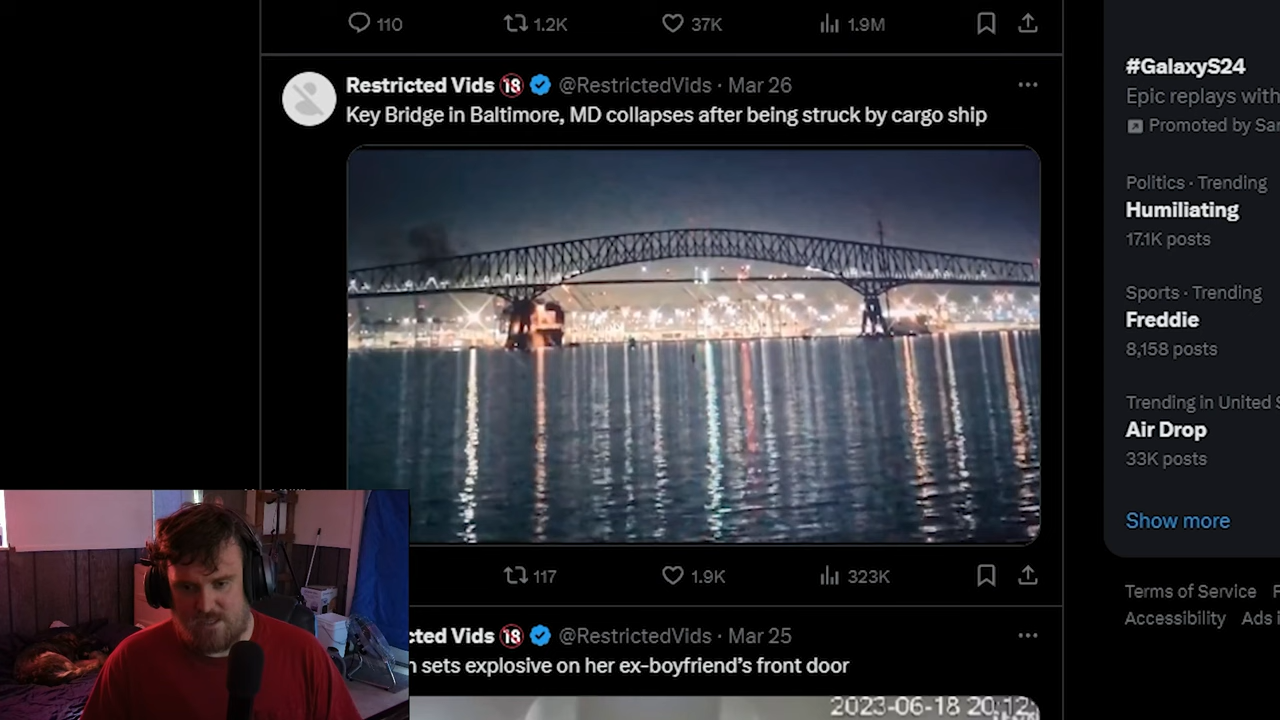 110 1.2K 37K 1.9M
Restricted Vids 🔞 @RestrictedVids · Mar 26
Key Bridge in Baltimore, MD collapses after being struck by cargo ship
117 1.9K 323K
cted Vids 🔞 @RestrictedVids · Mar 25
n sets explosive on her ex-boyfriend's front door
2023-06-18 20:12
#GalaxyS24
Epic replays with
Promoted by Sa
Politics · Trending
Humiliating
17.1K posts
Sports · Trending
Freddie
8,158 posts
Trending in United S
Air Drop
33K posts
Show more
Terms of Service
Accessibility Ads i